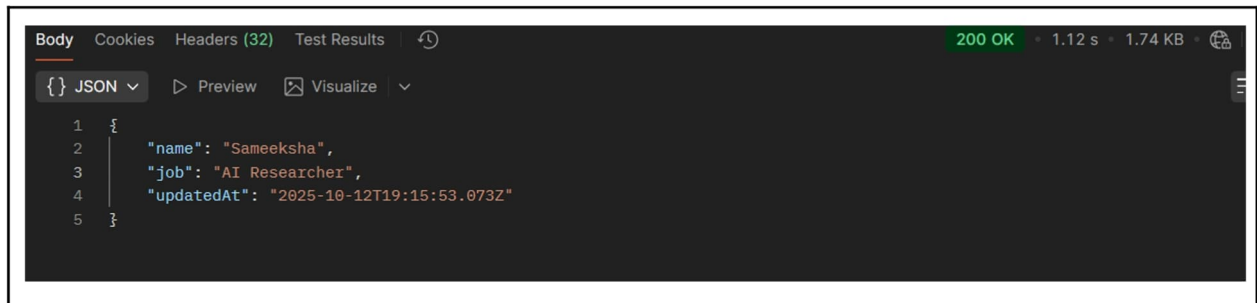 Body Cookies Headers (32) Test Results 200 OK • 1.12 s • 1.74 KB •
{} JSON Preview Visualize
1 {
2 "name": "Sameeksha",
3 "job": "AI Researcher",
4 "updatedAt": "2025-10-12T19:15:53.073Z"
5 }